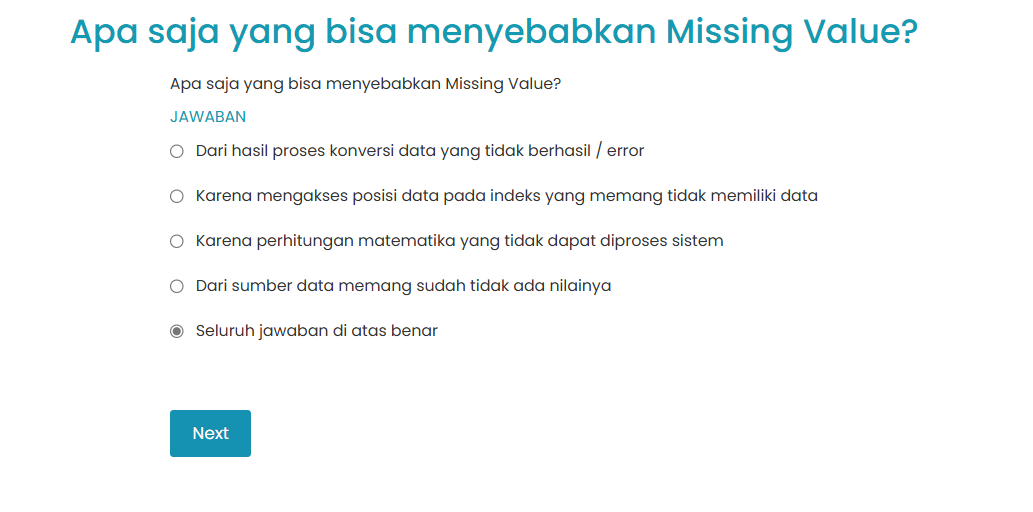 Apa saja yang bisa menyebabkan Missing Value?
Apa saja yang bisa menyebabkan Missing Value?
JAWABAN
Dari hasil proses konversi data yang tidak berhasil / error
Karena mengakses posisi data pada indeks yang memang tidak memiliki data
Karena perhitungan matematika yang tidak dapat diproses sistem
Dari sumber data memang sudah tidak ada nilainya
Seluruh jawaban di atas benar
Next